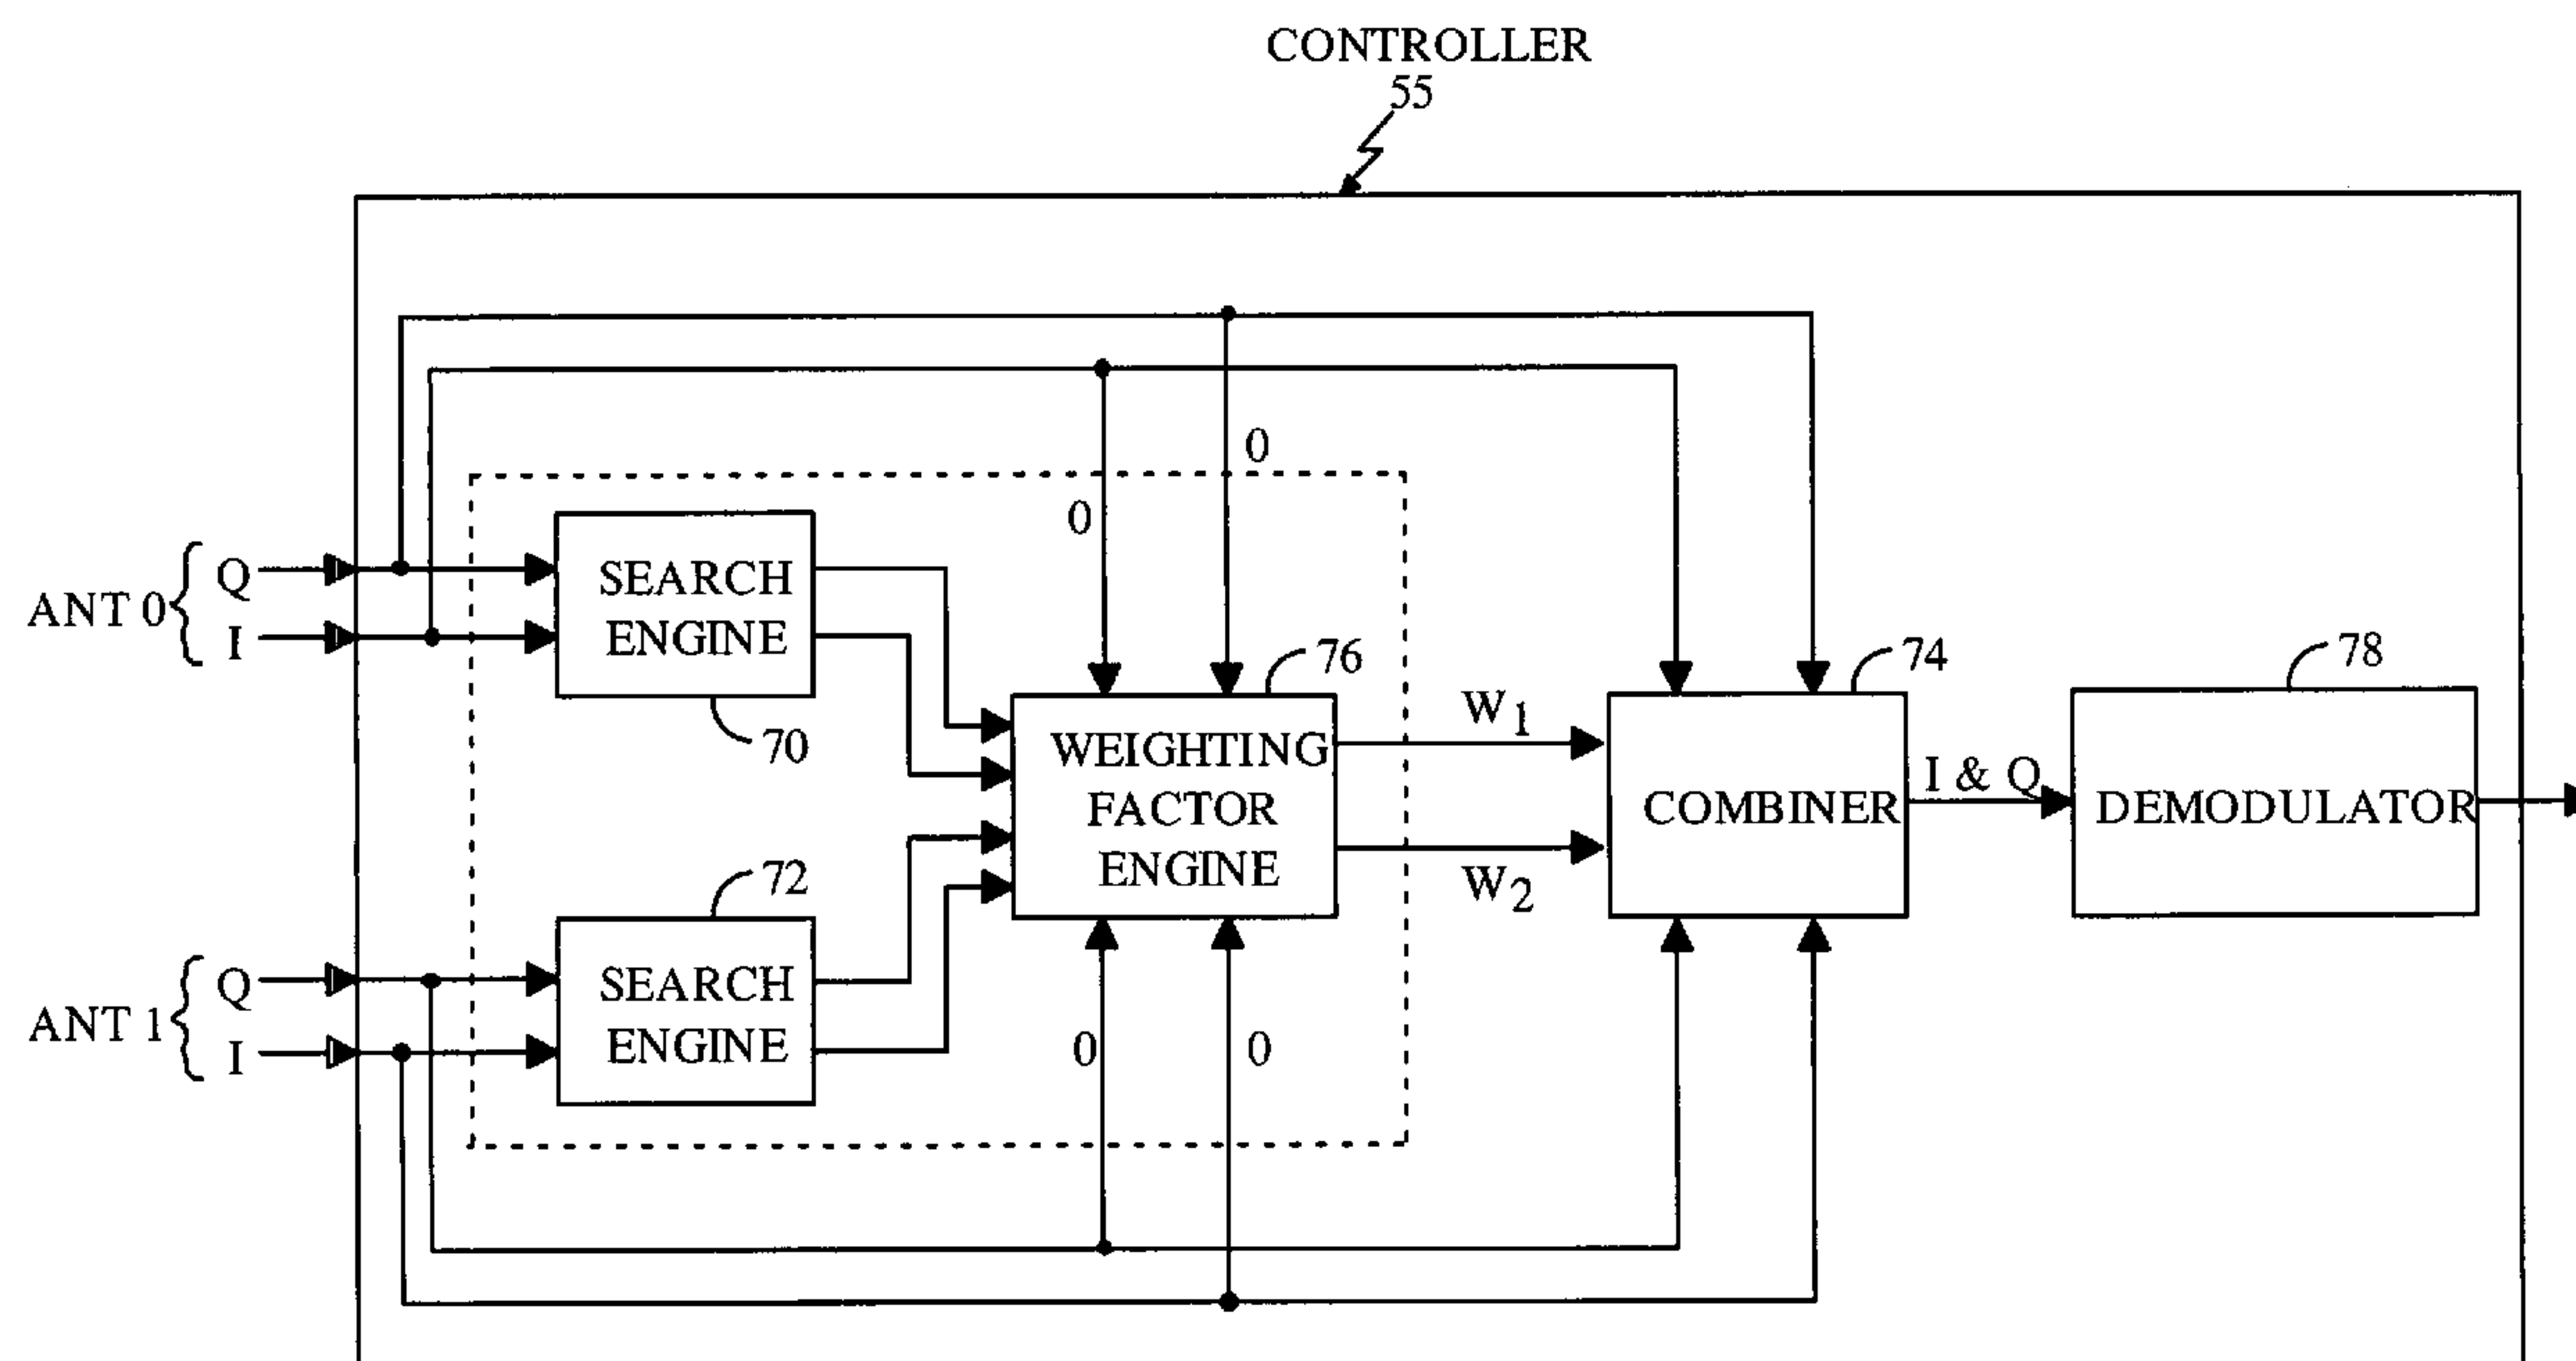 CONTROLLER
55
0
0
ANT 0 { Q
I
SEARCH
ENGINE
70
76
WEIGHTING
FACTOR
ENGINE
W1
W2
74
COMBINER
I & Q
78
DEMODULATOR
72
ANT 1 { Q
I
SEARCH
ENGINE
0
0